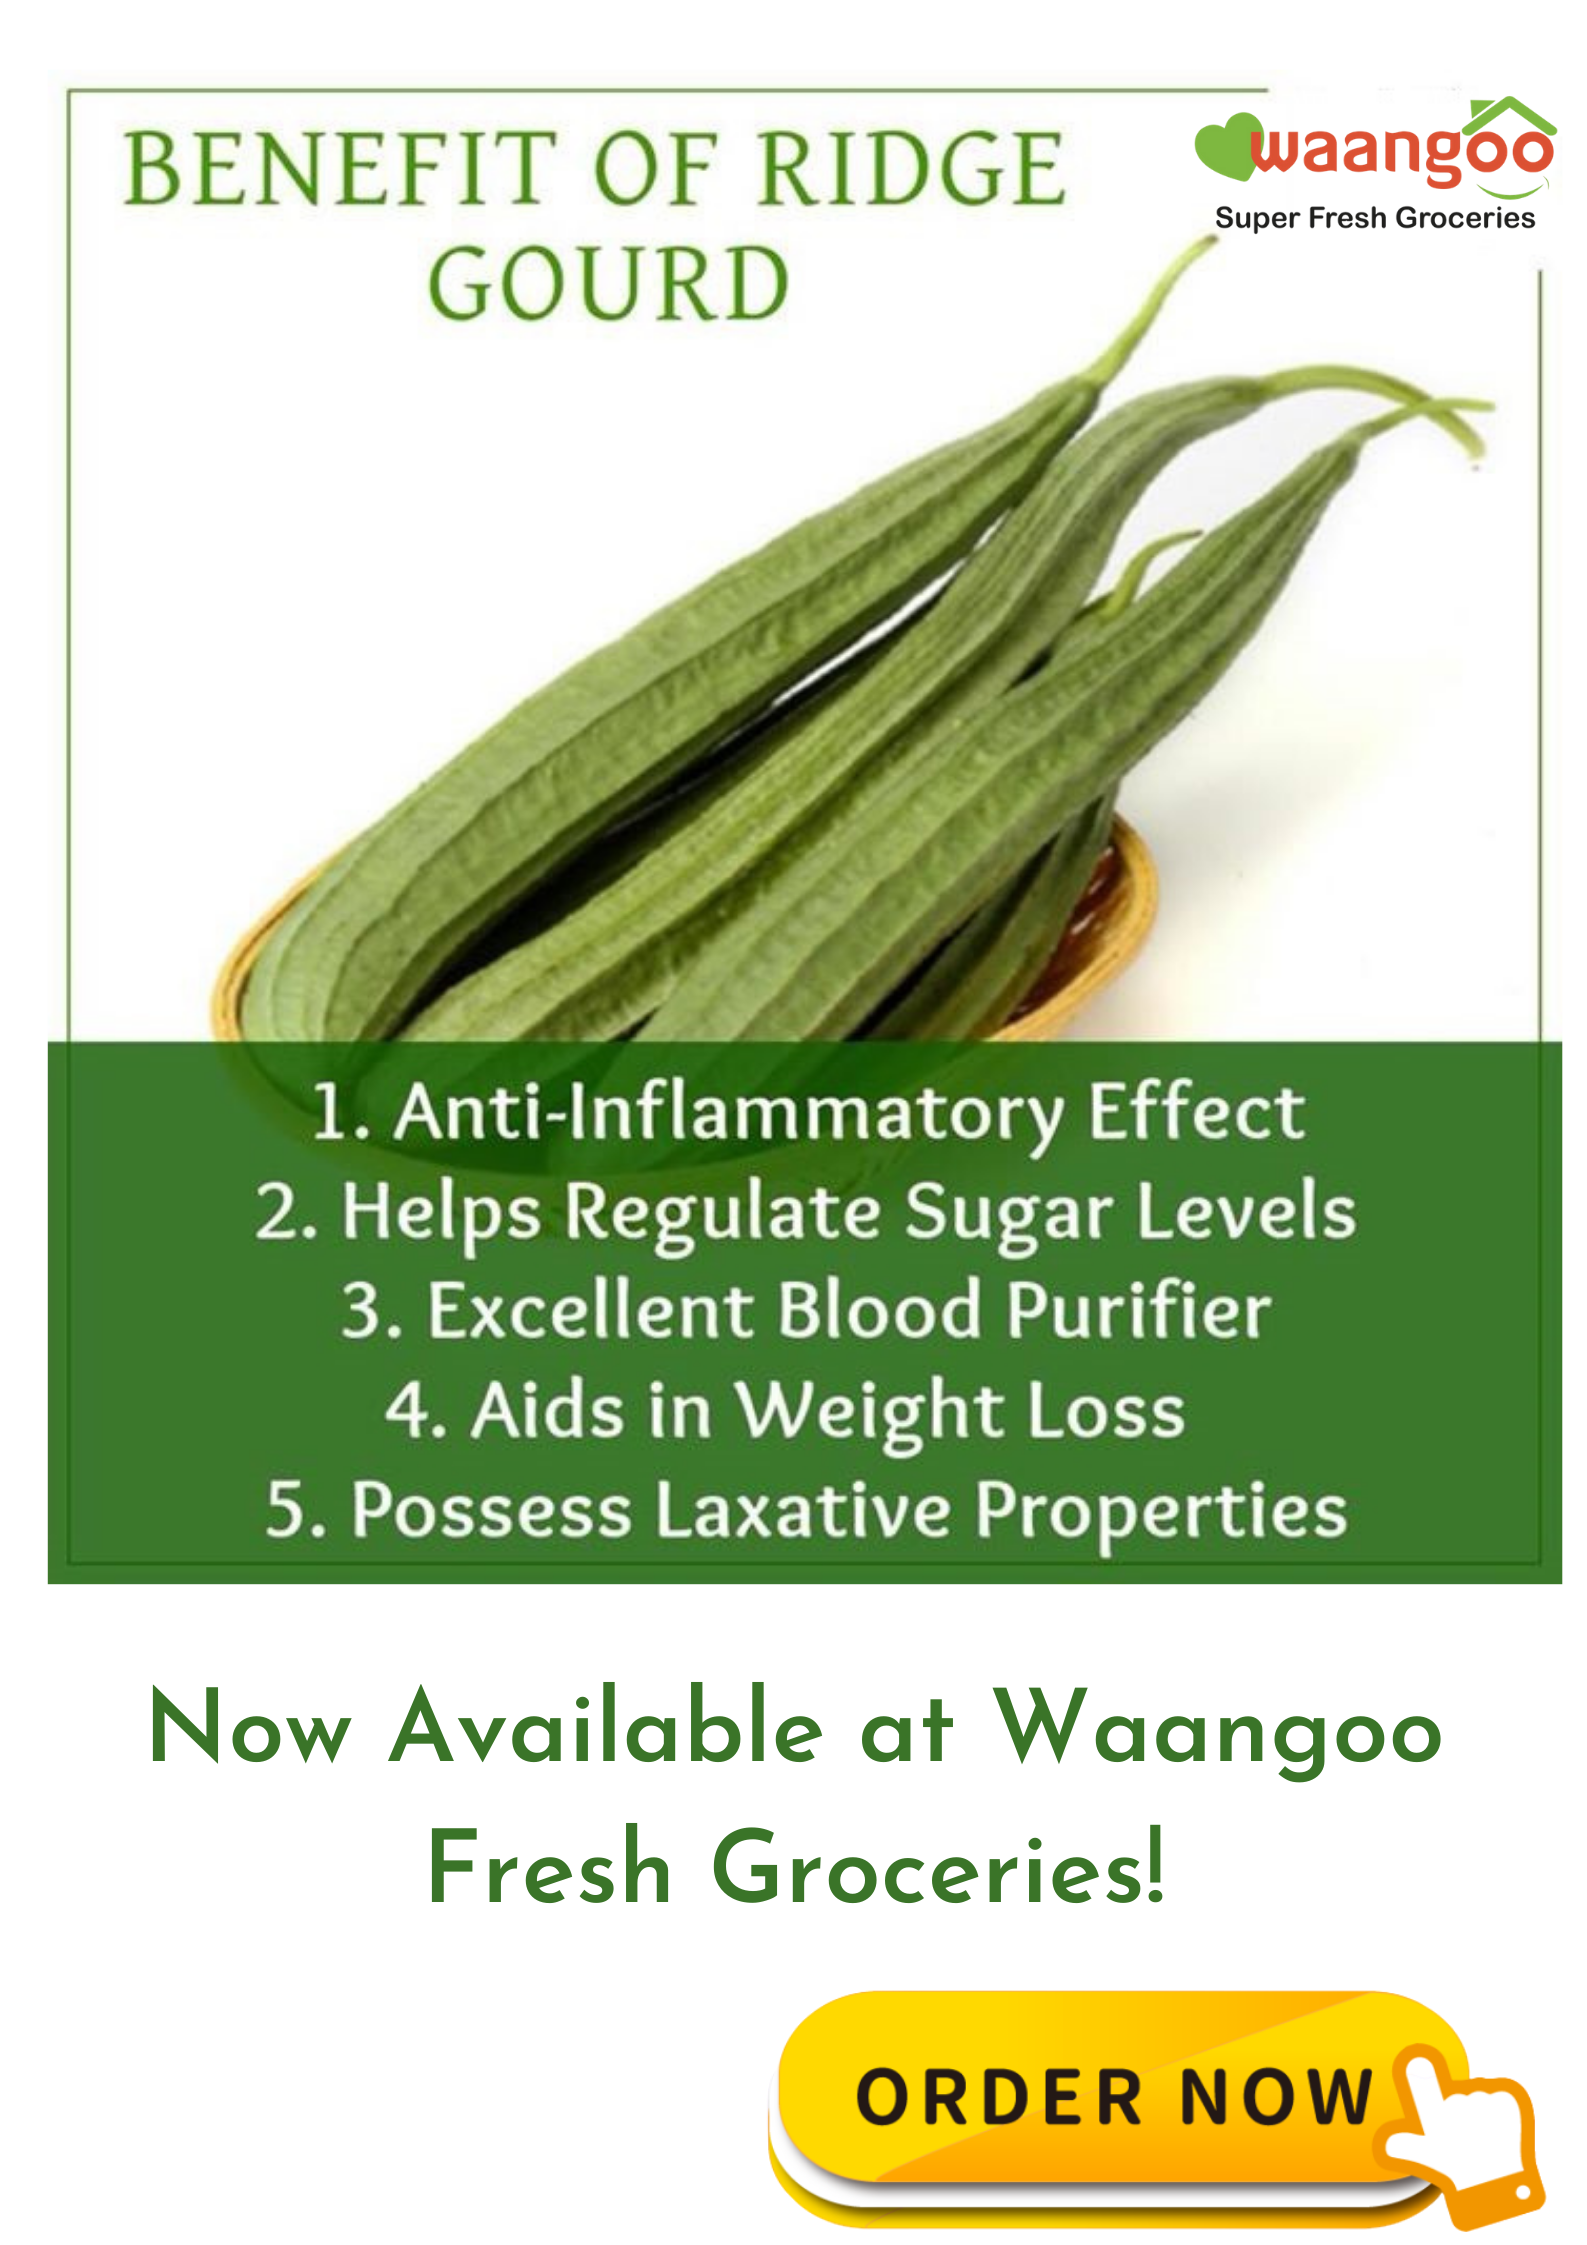 BENEFIT OF RIDGE
GOURD
waangoo
Super Fresh Groceries
1. Anti-Inflammatory Effect
2. Helps Regulate Sugar Levels
3. Excellent Blood Purifier
4. Aids in Weight Loss
5. Possess Laxative Properties
Now Available at Waangoo
Fresh Groceries!
ORDER NOW